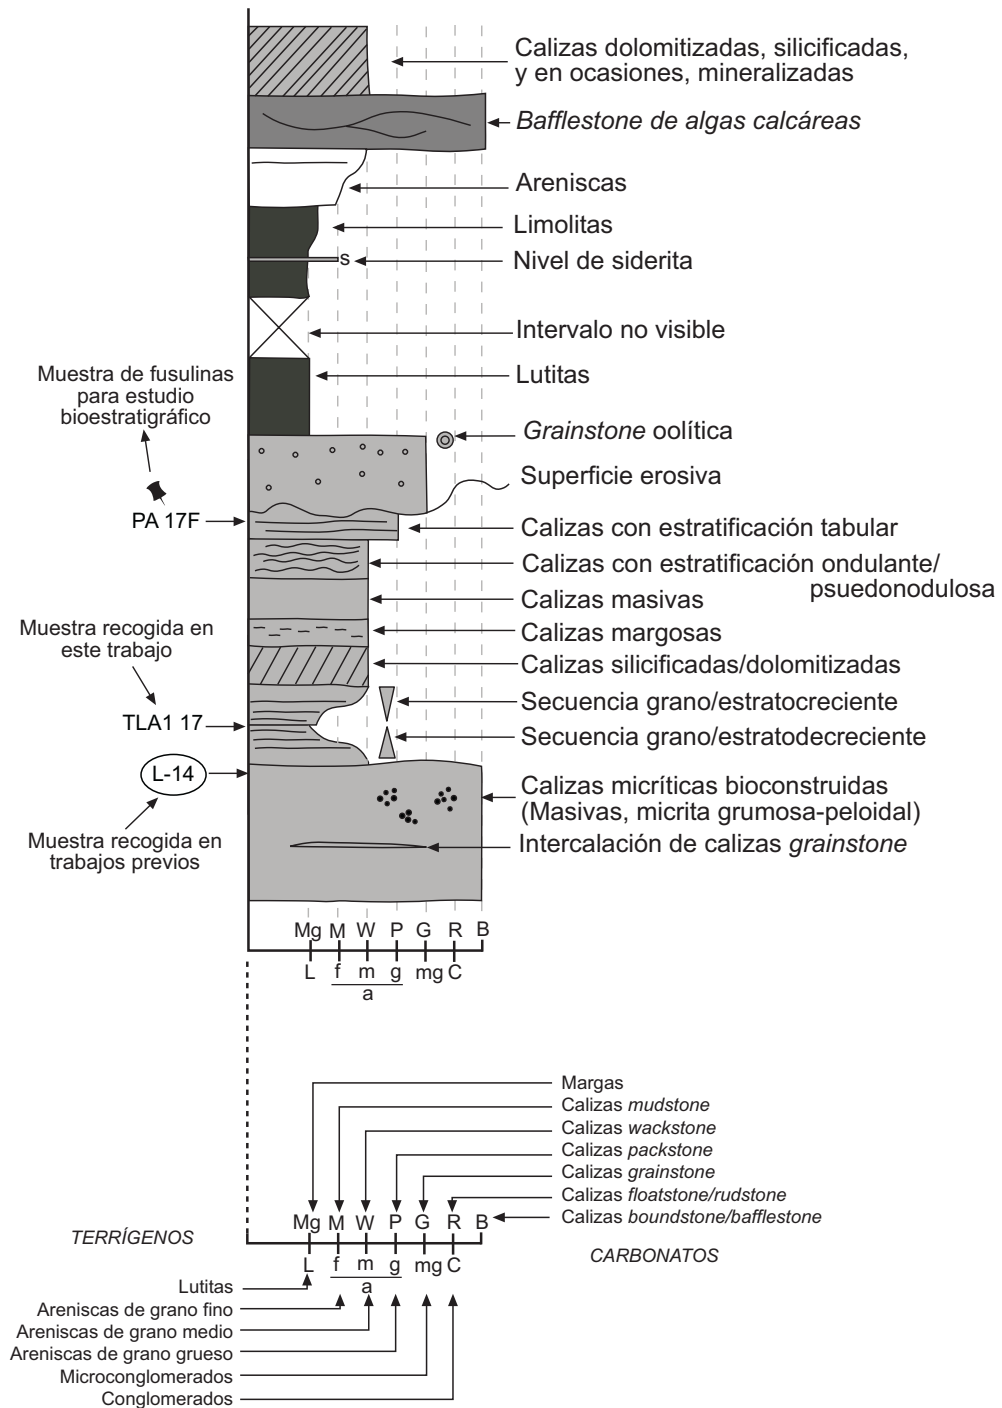 Calizas dolomitizadas, silicificadas,
y en ocasiones, mineralizadas
Bafflestone de algas calcáreas
Areniscas
Limolitas
s
Nivel de siderita
Intervalo no visible
Lutitas
Muestra de fusulinas
para estudio
bioestratigráfico
Grainstone oolítica
Superficie erosiva
PA 17F
Calizas con estratificación tabular
Calizas con estratificación ondulante/
psuedonodulosa
Calizas masivas
Muestra recogida en
este trabajo
Calizas margosas
Calizas silicificadas/dolomitizadas
Secuencia grano/estratocreciente
TLA1 17
Secuencia grano/estratodecreciente
L-14
Calizas micríticas bioconstruidas
(Masivas, micrita grumosa-peloidal)
Muestra recogida en
trabajos previos
Intercalación de calizas grainstone
Mg M W P G R B
L f m g mg C
a
Margas
Calizas mudstone
Calizas wackstone
Calizas packstone
Calizas grainstone
Calizas floatstone/rudstone
Calizas boundstone/bafflestone
Mg M W P G R B
TERRÍGENOS
CARBONATOS
L f m g mg C
a
Lutitas
Areniscas de grano fino
Areniscas de grano medio
Areniscas de grano grueso
Microconglomerados
Conglomerados